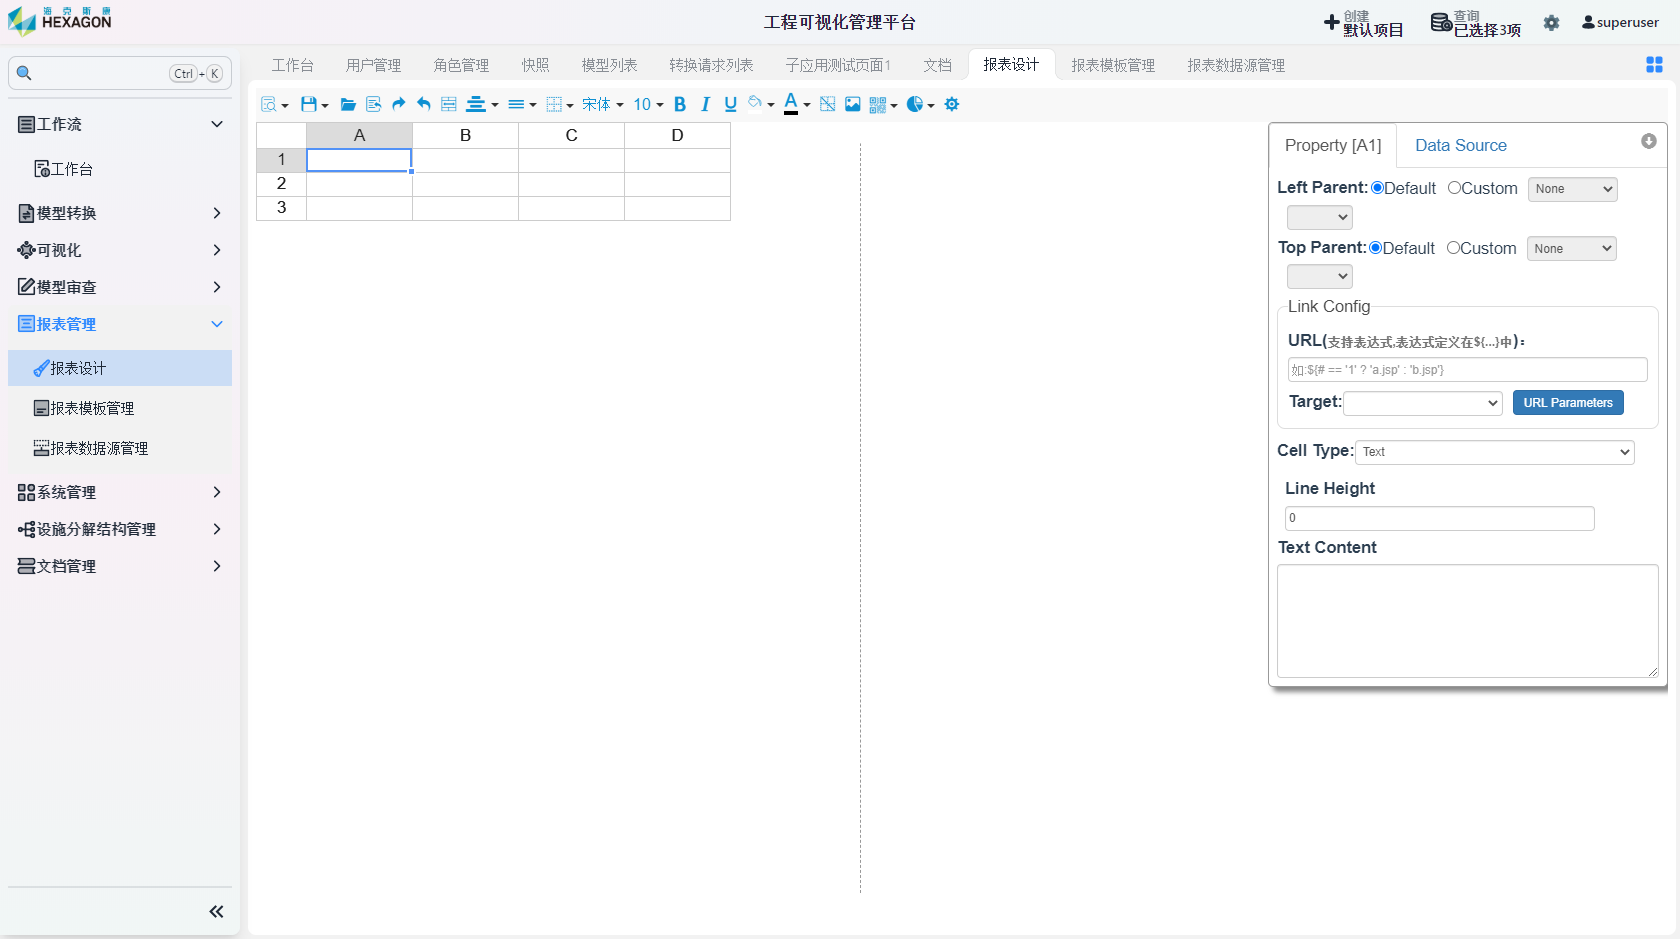 海克斯康
HEXAGON
工程可视化管理平台
创建
默认项目
查询
已选择3项
superuser
Ctrl + K
工作流
工作台
模型转换
可视化
模型审查
报表管理
报表设计
报表模板管理
报表数据源管理
系统管理
设施分解结构管理
文档管理
工作台 用户管理 角色管理 快照 模型列表 转换请求列表 子应用测试页面1 文档 报表设计 报表模板管理 报表数据源管理
宋体 10 B I U A
A B C D
1
2
3
Property [A1] Data Source
Left Parent: Default Custom None
Top Parent: Default Custom None
Link Config
URL(支持表达式,表达式定义在${...}中):
如:${# == '1' ? 'a.jsp' : 'b.jsp'}
Target: URL Parameters
Cell Type: Text
Line Height
0
Text Content